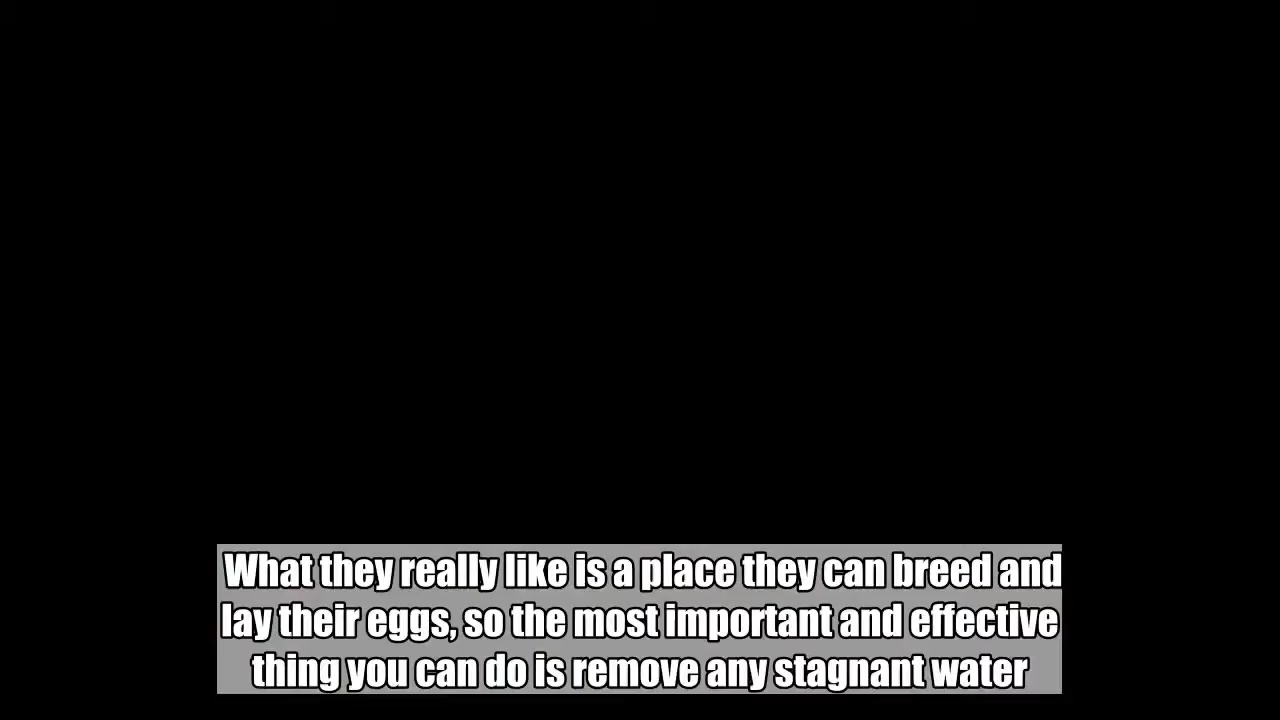 What they really like is a place they can breed and
lay their eggs, so the most important and effective
thing you can do is remove any stagnant water